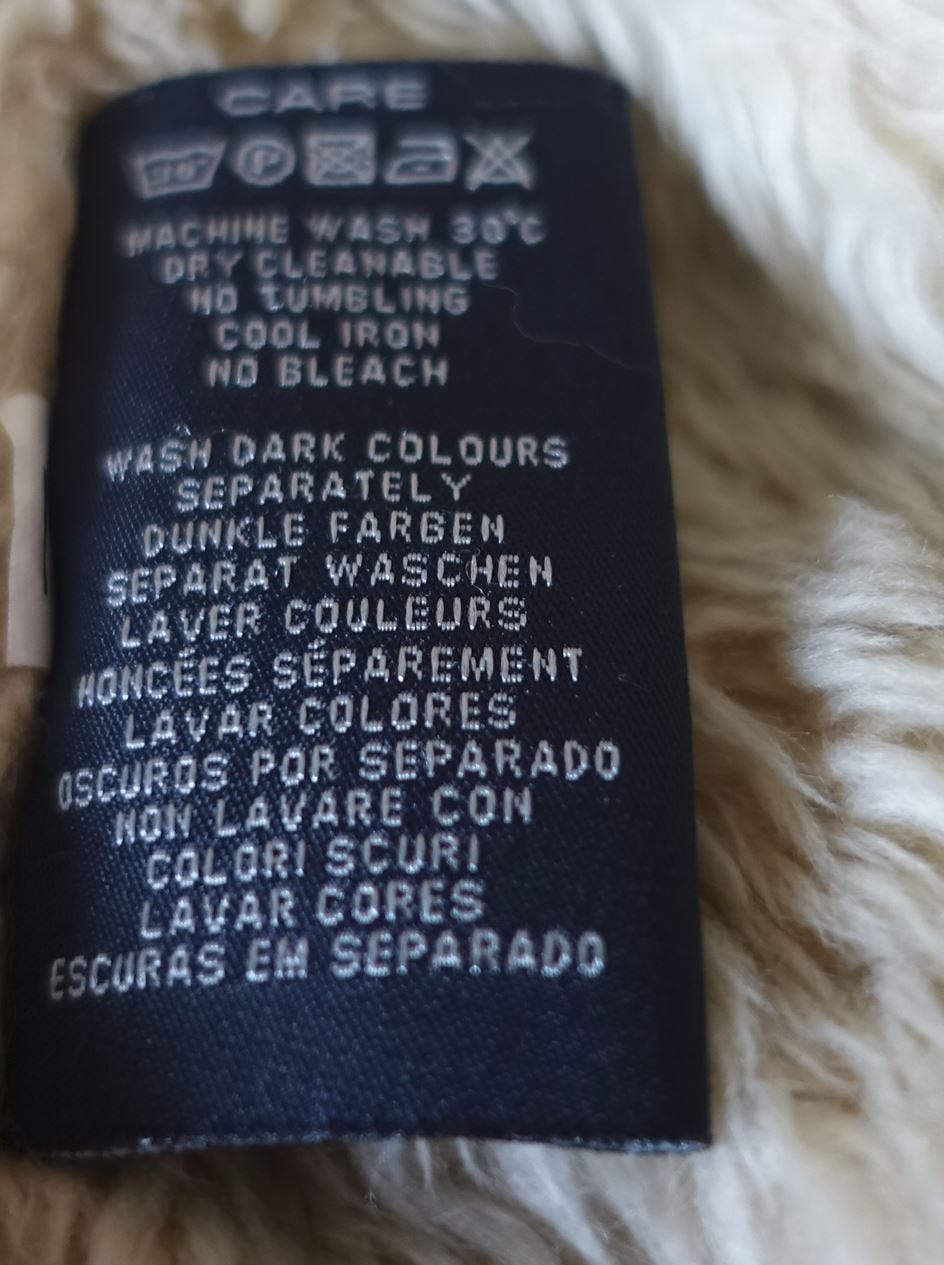 CARE
30°
P
MACHINE WASH 30°C
DRY CLEANABLE
NO TUMBLING
COOL IRON
NO BLEACH
WASH DARK COLOURS
SEPARATELY
DUNKLE FARBEN
SEPARAT WASCHEN
LAVER COULEURS
HONCÉES SÉPAREMENT
LAVAR COLORES
OSCUROS POR SEPARADO
NON LAVARE CON
COLORI SCURI
LAVAR CORES
ESCURAS EM SEPARADO